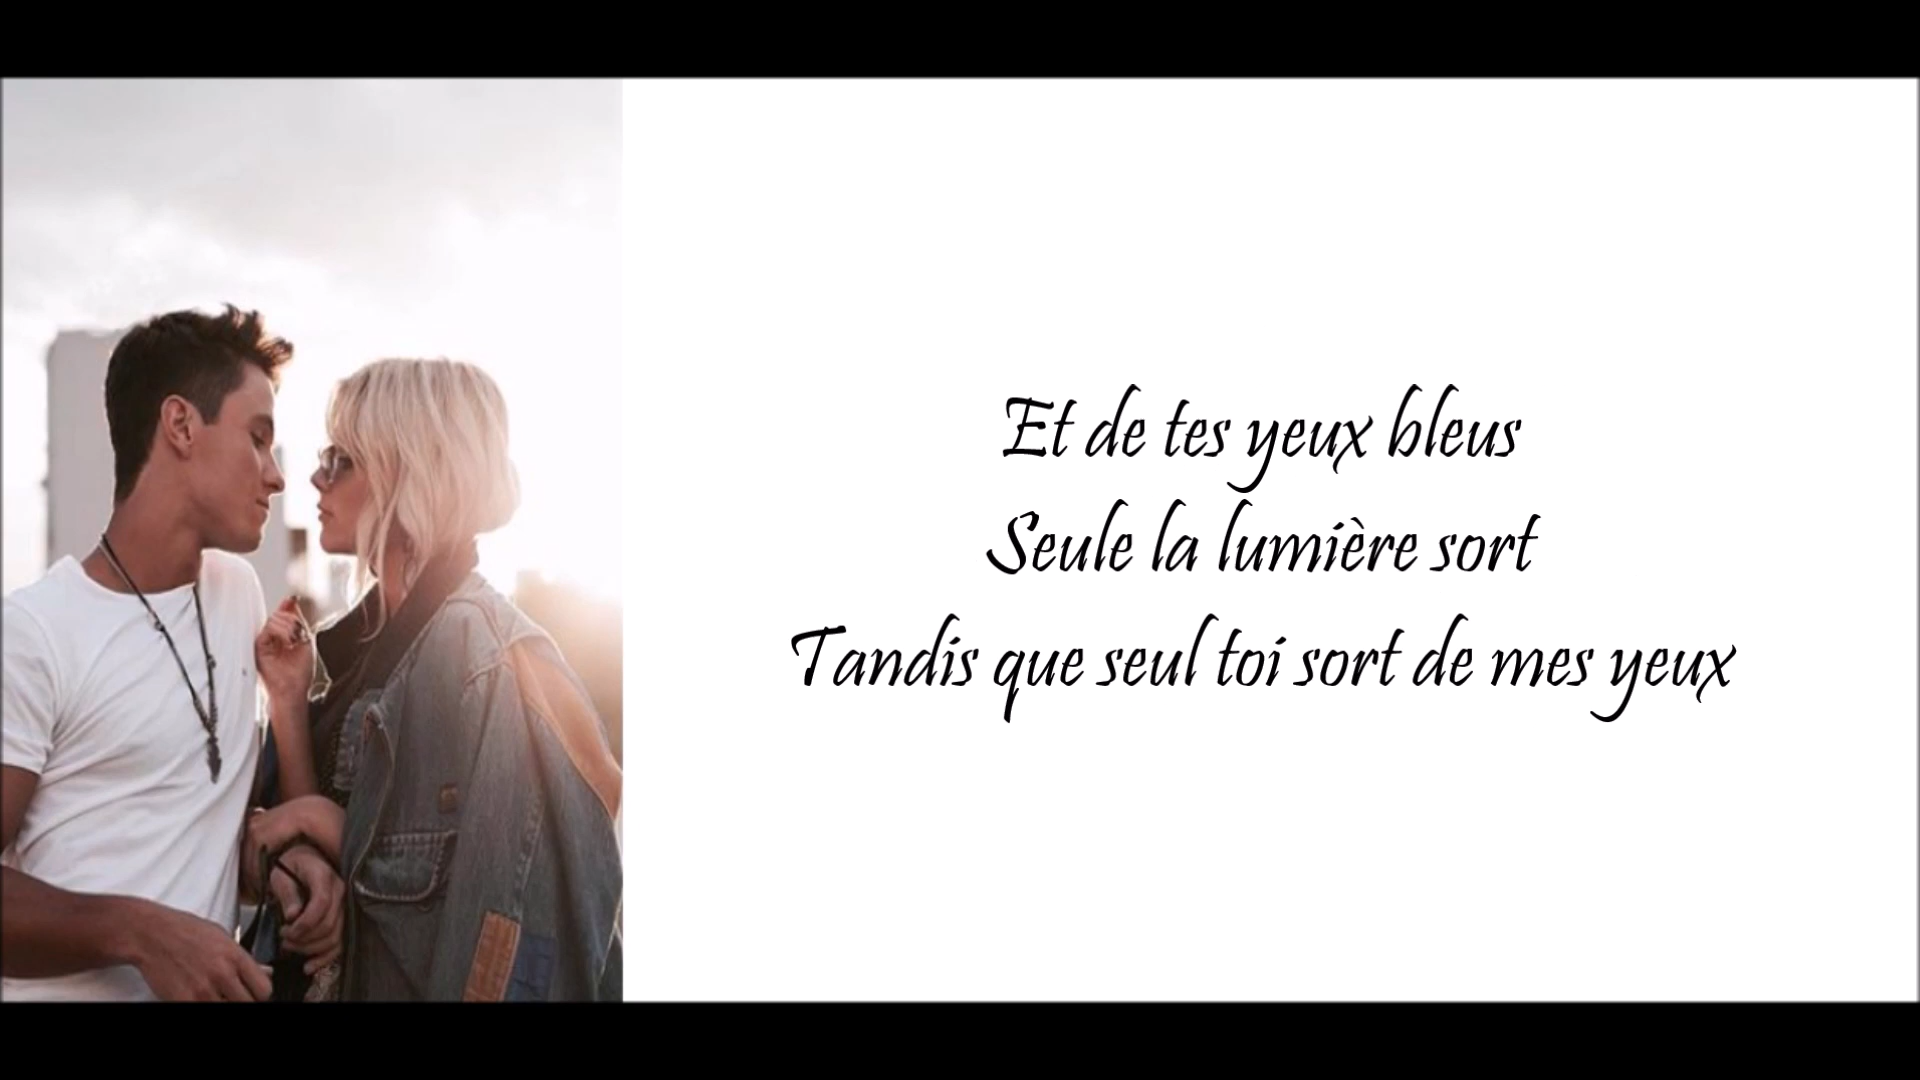 Et de tes yeux bleus
Seule la lumière sort
Tandis que seul toi sort de mes yeux